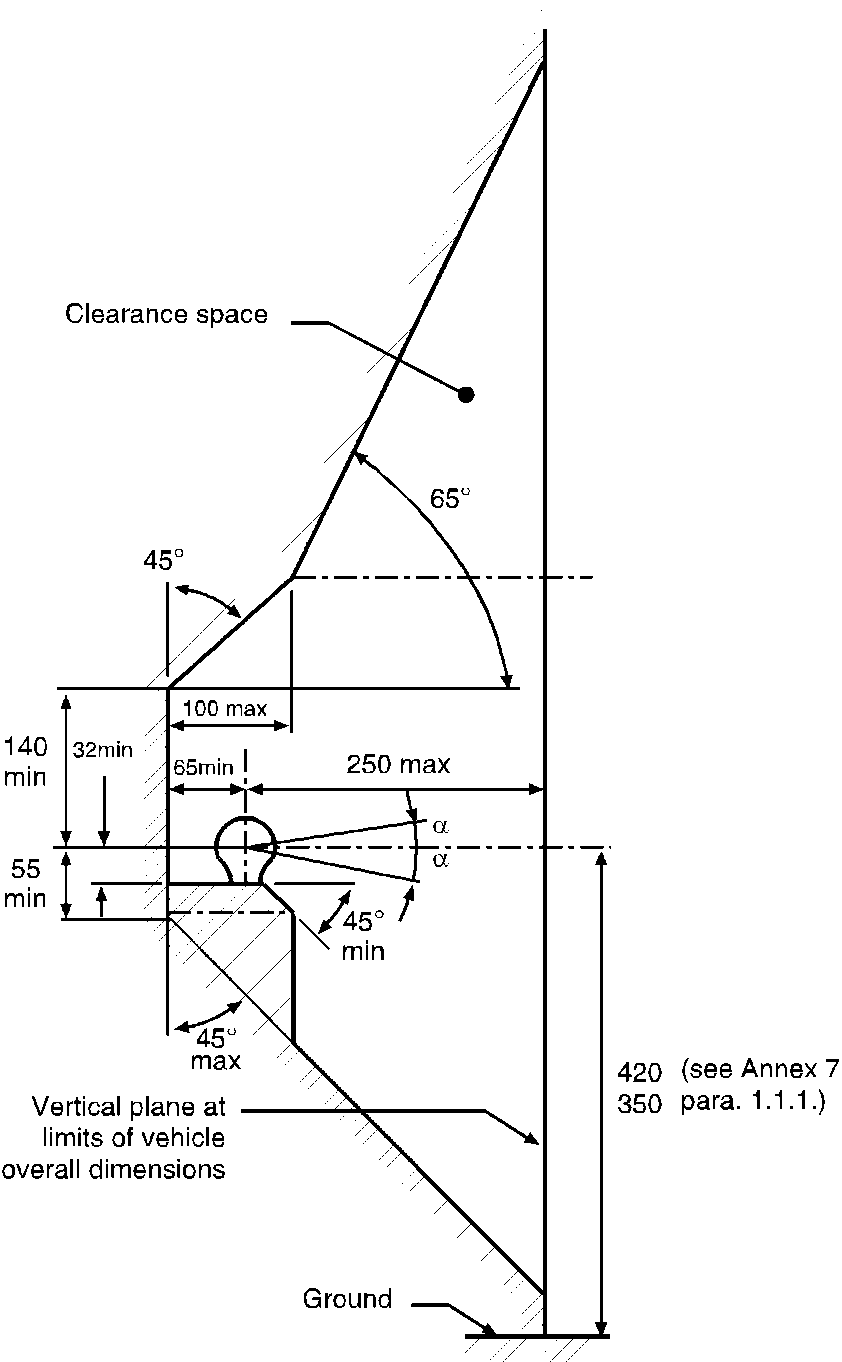 Clearance space
65°
45°
100 max
140
min
32min
65min
250 max
α
α
55
min
45°
min
45°
max
420 (see Annex 7
350 para. 1.1.1.)
Vertical plane at
limits of vehicle
overall dimensions
Ground